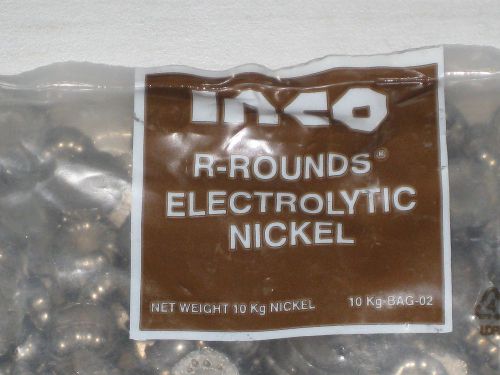 INCO
R-ROUNDS®
ELECTROLYTIC
NICKEL
NET WEIGHT 10 Kg NICKEL 10 Kg-BAG-02